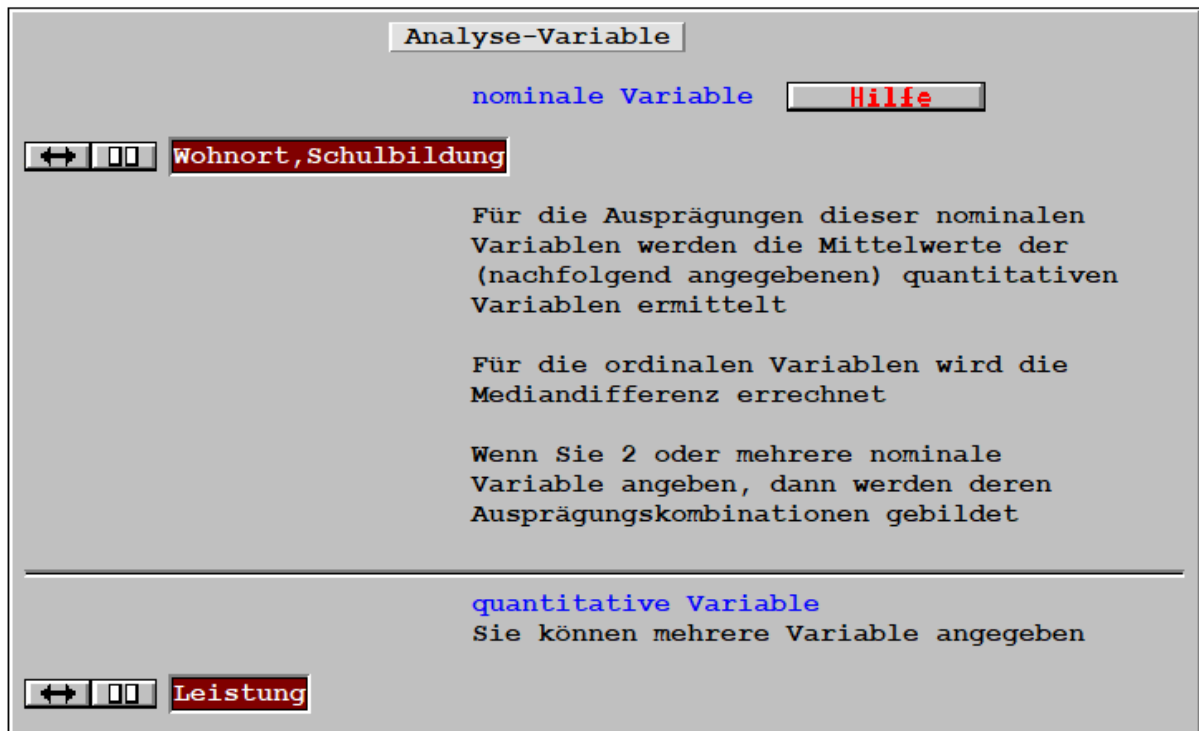 Analyse-Variable
nominale Variable Hilfe
Wohnort,Schulbildung
Für die Ausprägungen dieser nominalen
Variablen werden die Mittelwerte der
(nachfolgend angegebenen) quantitativen
Variablen ermittelt
Für die ordinalen Variablen wird die
Mediandifferenz errechnet
Wenn Sie 2 oder mehrere nominale
Variable angeben, dann werden deren
Ausprägungskombinationen gebildet
quantitative Variable
Sie können mehrere Variable angegeben
Leistung